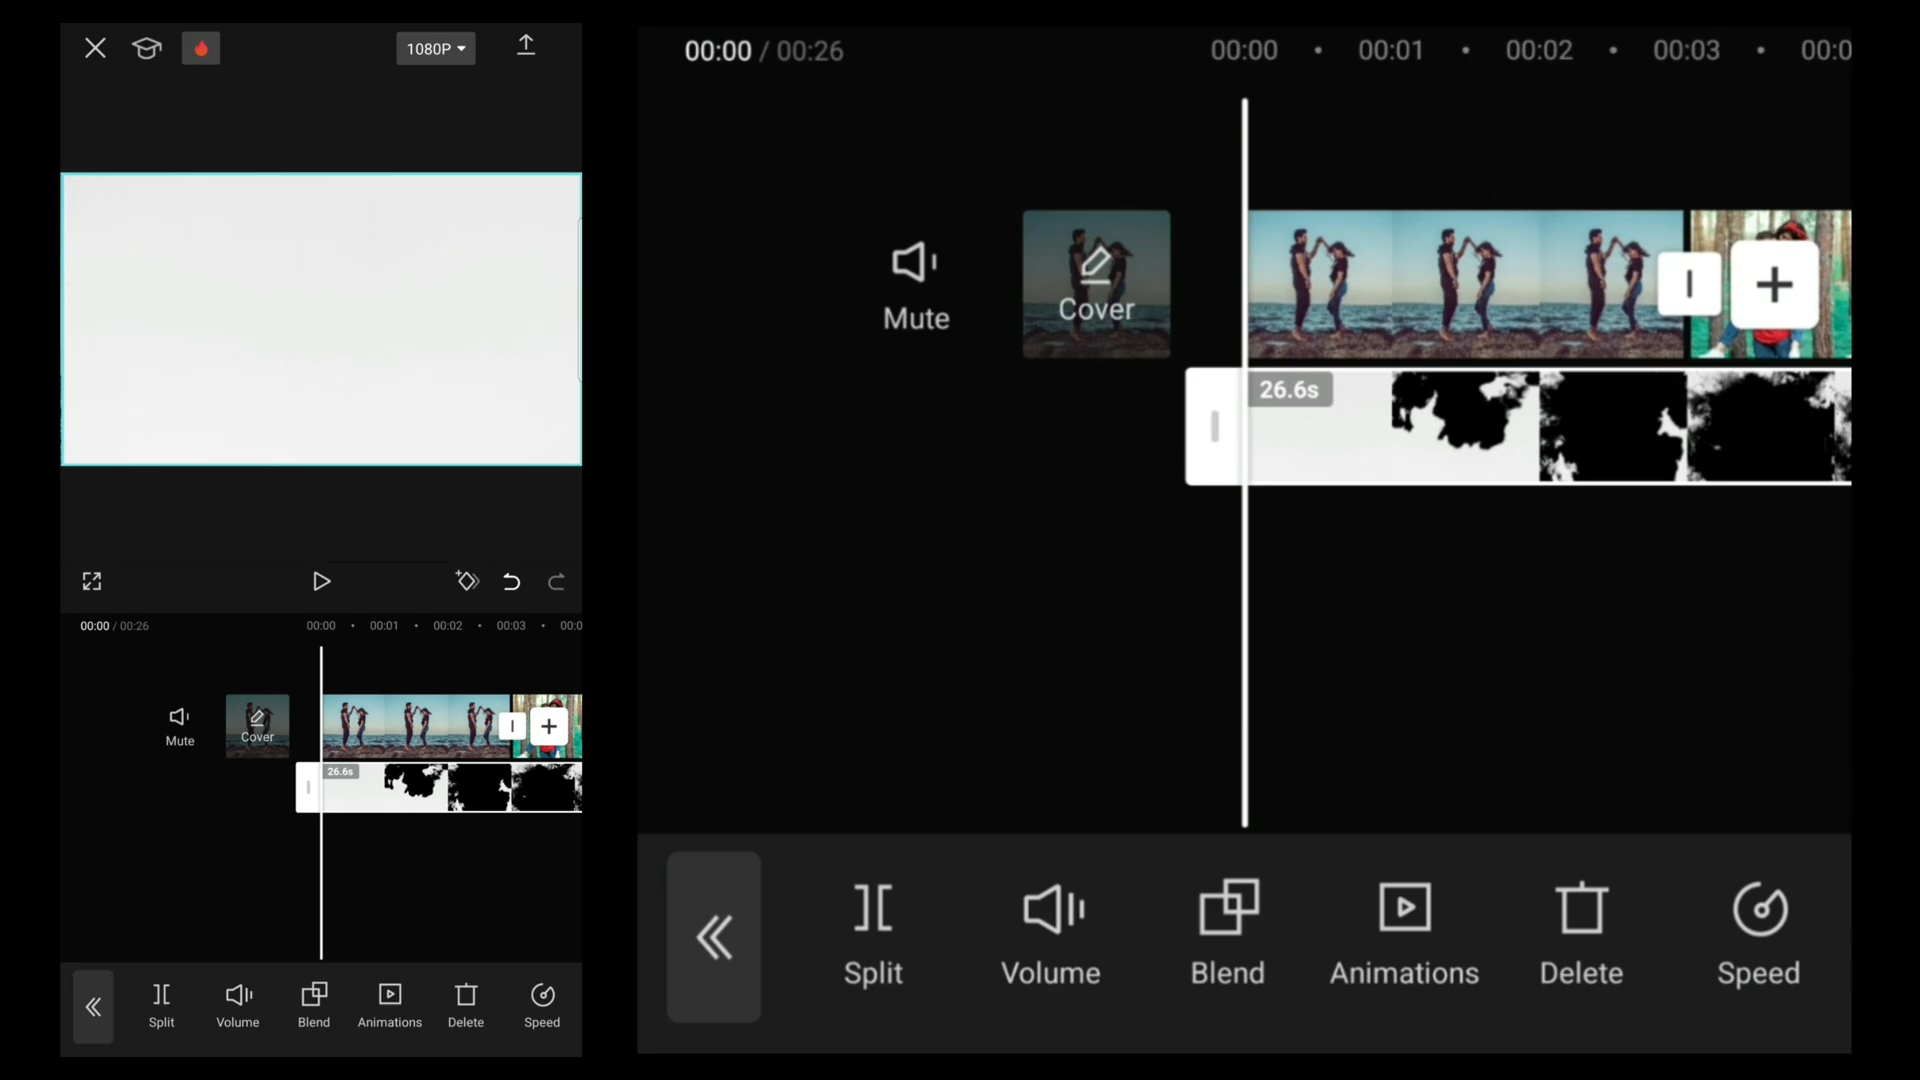 1080P
00:00 / 00:26 00:00 00:01 00:02 00:03 00:0
Mute
Cover
26.6s
Split Volume Blend Animations Delete Speed
00:00 / 00:26 00:00 00:01 00:02 00:03 00:0
Mute
Cover
26.6s
Split Volume Blend Animations Delete Speed